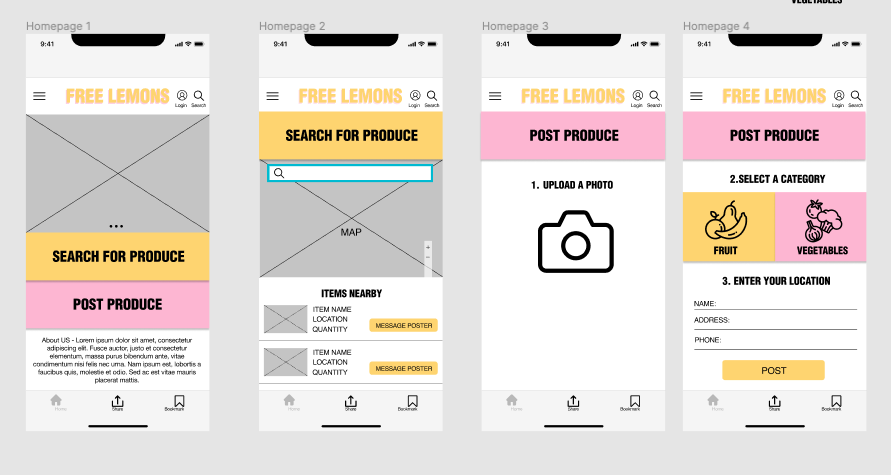 VEGETABLES
Homepage 1
9:41
FREE LEMONS
Login
Search
SEARCH FOR PRODUCE
POST PRODUCE
About US - Lorem ipsum dolor sit amet, consectetur
adipiscing elit. Fusce auctor, justo et consectetur
elementum, massa purus bibendum ante, vitae
condimentum nisi felis nec urna. Nam ipsum est, lobortis a
faucibus quis, molestie et odio. Sed ac est vitae mauris
placerat mattis.
Home
Share
Bookmark
Homepage 2
9:41
FREE LEMONS
Login
Search
SEARCH FOR PRODUCE
MAP
+
−
ITEMS NEARBY
ITEM NAME
LOCATION
QUANTITY
MESSAGE POSTER
ITEM NAME
LOCATION
QUANTITY
MESSAGE POSTER
Home
Share
Bookmark
Homepage 3
9:41
FREE LEMONS
Login
Search
POST PRODUCE
1. UPLOAD A PHOTO
Home
Share
Bookmark
Homepage 4
9:41
FREE LEMONS
Login
Search
POST PRODUCE
2.SELECT A CATEGORY
FRUIT
VEGETABLES
3. ENTER YOUR LOCATION
NAME:
ADDRESS:
PHONE:
POST
Home
Share
Bookmark